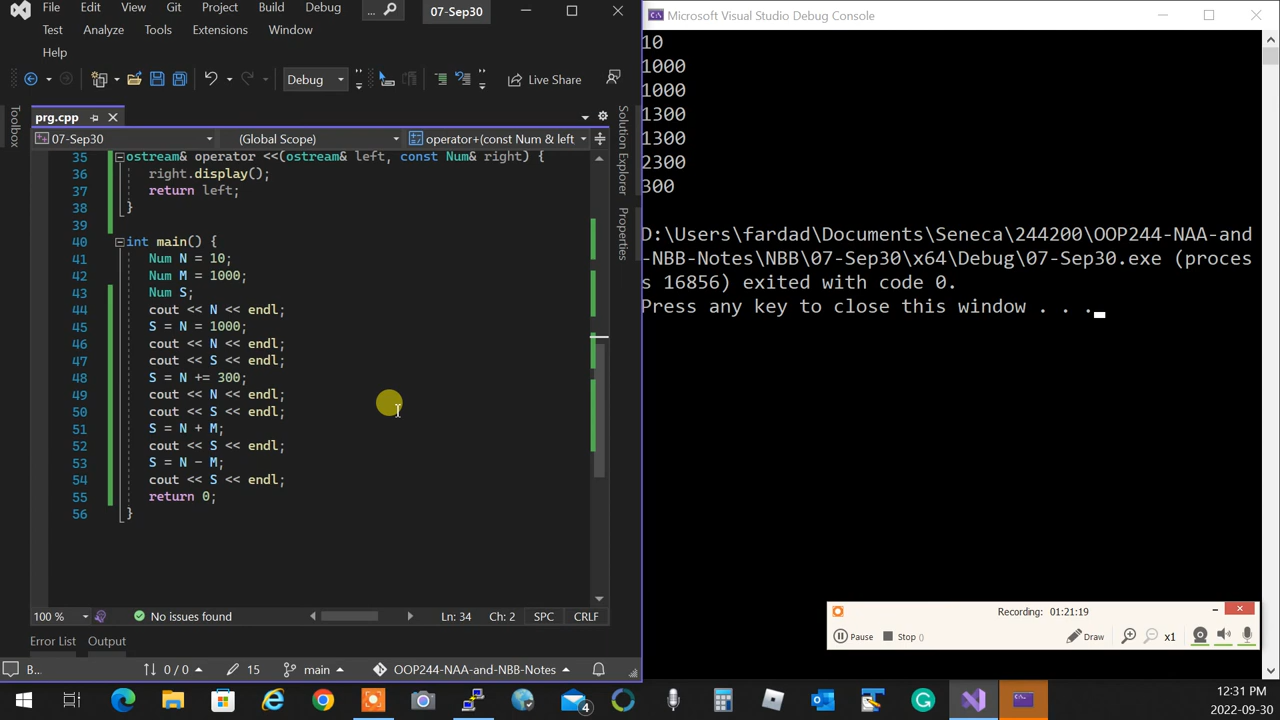 File
Edit
View
Git
Project
Build
Debug
...
07-Sep30
Test
Analyze
Tools
Extensions
Window
Help
Debug
Live Share
prg.cpp
07-Sep30
(Global Scope)
operator+(const Num & left
Toolbox
Solution Explorer
Properties
35 ostream& operator <<(ostream& left, const Num& right) {
36 right.display();
37 return left;
38 }
39
40 int main() {
41 Num N = 10;
42 Num M = 1000;
43 Num S;
44 cout << N << endl;
45 S = N = 1000;
46 cout << N << endl;
47 cout << S << endl;
48 S = N += 300;
49 cout << N << endl;
50 cout << S << endl;
51 S = N + M;
52 cout << S << endl;
53 S = N - M;
54 cout << S << endl;
55 return 0;
56 }
100 %
No issues found
Ln: 34
Ch: 2
SPC
CRLF
Error List
Output
B...
0 / 0
15
main
OOP244-NAA-and-NBB-Notes
Microsoft Visual Studio Debug Console
10
1000
1000
1300
1300
2300
300
D:\Users\fardad\Documents\Seneca\244200\OOP244-NAA-and
-NBB-Notes\NBB\07-Sep30\x64\Debug\07-Sep30.exe (proces
s 16856) exited with code 0.
Press any key to close this window . . .
Recording: 01:21:19
Pause
Stop ()
Draw
x1
4
12:31 PM
2022-09-30